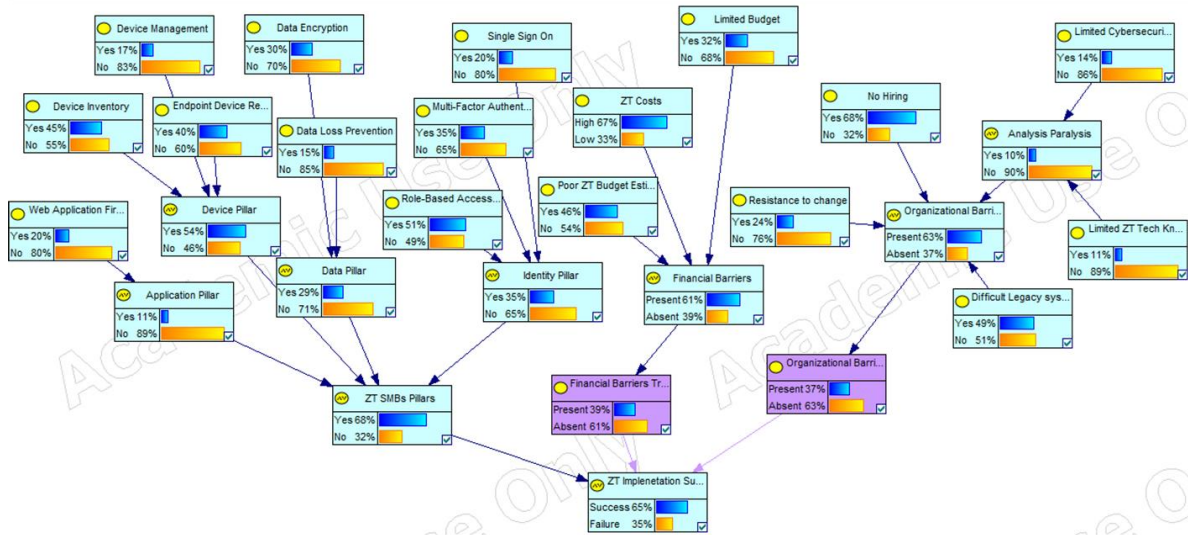 Device Management
Yes 17%
No 83%
Data Encryption
Yes 30%
No 70%
Single Sign On
Yes 20%
No 80%
Limited Budget
Yes 32%
No 68%
Limited Cybersecuri...
Yes 14%
No 86%
Device Inventory
Yes 45%
No 55%
Endpoint Device Re...
Yes 40%
No 60%
Data Loss Prevention
Yes 15%
No 85%
Multi-Factor Authent...
Yes 35%
No 65%
ZT Costs
High 67%
Low 33%
No Hiring
Yes 68%
No 32%
Analysis Paralysis
Yes 10%
No 90%
Web Application Fir...
Yes 20%
No 80%
Device Pillar
Yes 54%
No 46%
Role-Based Access...
Yes 51%
No 49%
Poor ZT Budget Esti...
Yes 46%
No 54%
Resistance to change
Yes 24%
No 76%
Organizational Barri...
Present 63%
Absent 37%
Limited ZT Tech Kn...
Yes 11%
No 89%
Application Pillar
Yes 11%
No 89%
Data Pillar
Yes 29%
No 71%
Identity Pillar
Yes 35%
No 65%
Financial Barriers
Present 61%
Absent 39%
Difficult Legacy sys...
Yes 49%
No 51%
ZT SMBs Pillars
Yes 68%
No 32%
Financial Barriers Tr...
Present 39%
Absent 61%
Organizational Barri...
Present 37%
Absent 63%
ZT Implenetation Su...
Success 65%
Failure 35%
Academic Use Only
Academic Use On
Use Only